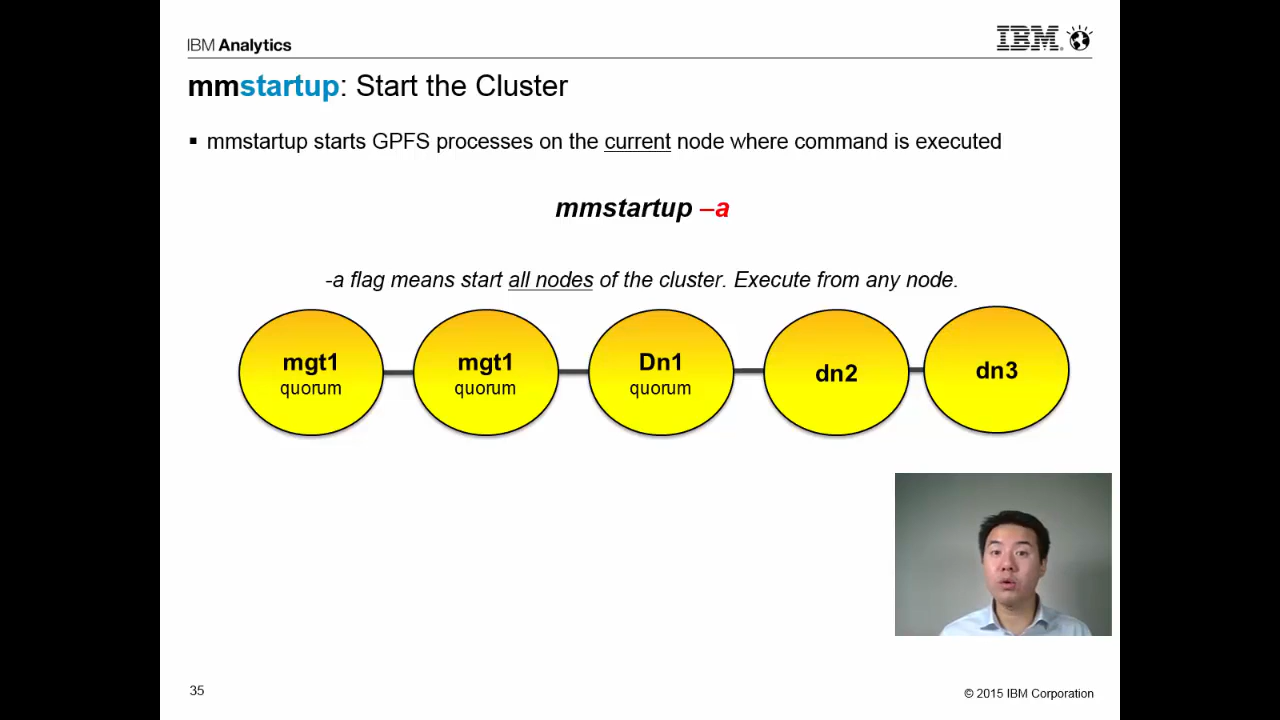 IBM Analytics
IBM
mmstartup: Start the Cluster
▪ mmstartup starts GPFS processes on the current node where command is executed
mmstartup –a
-a flag means start all nodes of the cluster. Execute from any node.
mgt1 mgt1 Dn1 dn2 dn3
quorum quorum quorum
35
© 2015 IBM Corporation